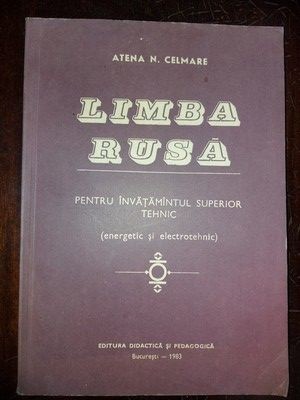 ATENA N. CELMARE
LIMBA
RUSĂ
PENTRU ÎNVĂȚĂMÎNTUL SUPERIOR
TEHNIC
(energetic și electrotehnic)
EDITURA DIDACTICĂ ȘI PEDAGOGICĂ
București – 1983